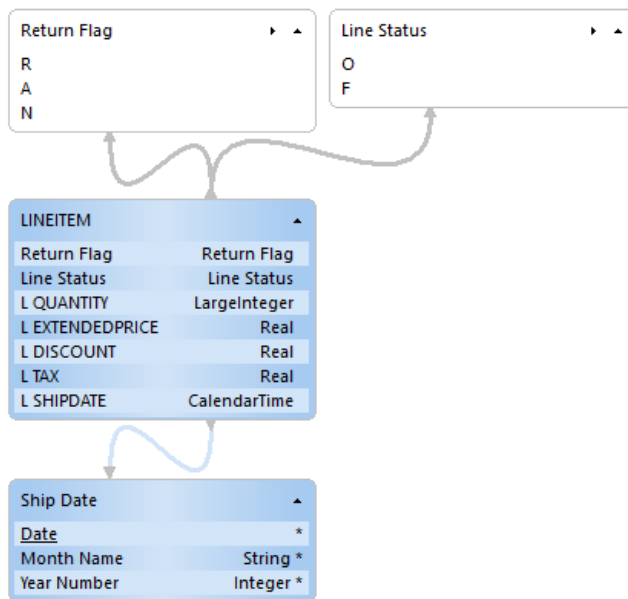 Return Flag
R
A
N
Line Status
O
F
LINEITEM
Return Flag Return Flag
Line Status Line Status
L QUANTITY LargeInteger
L EXTENDEDPRICE Real
L DISCOUNT Real
L TAX Real
L SHIPDATE CalendarTime
Ship Date
Date *
Month Name String *
Year Number Integer *